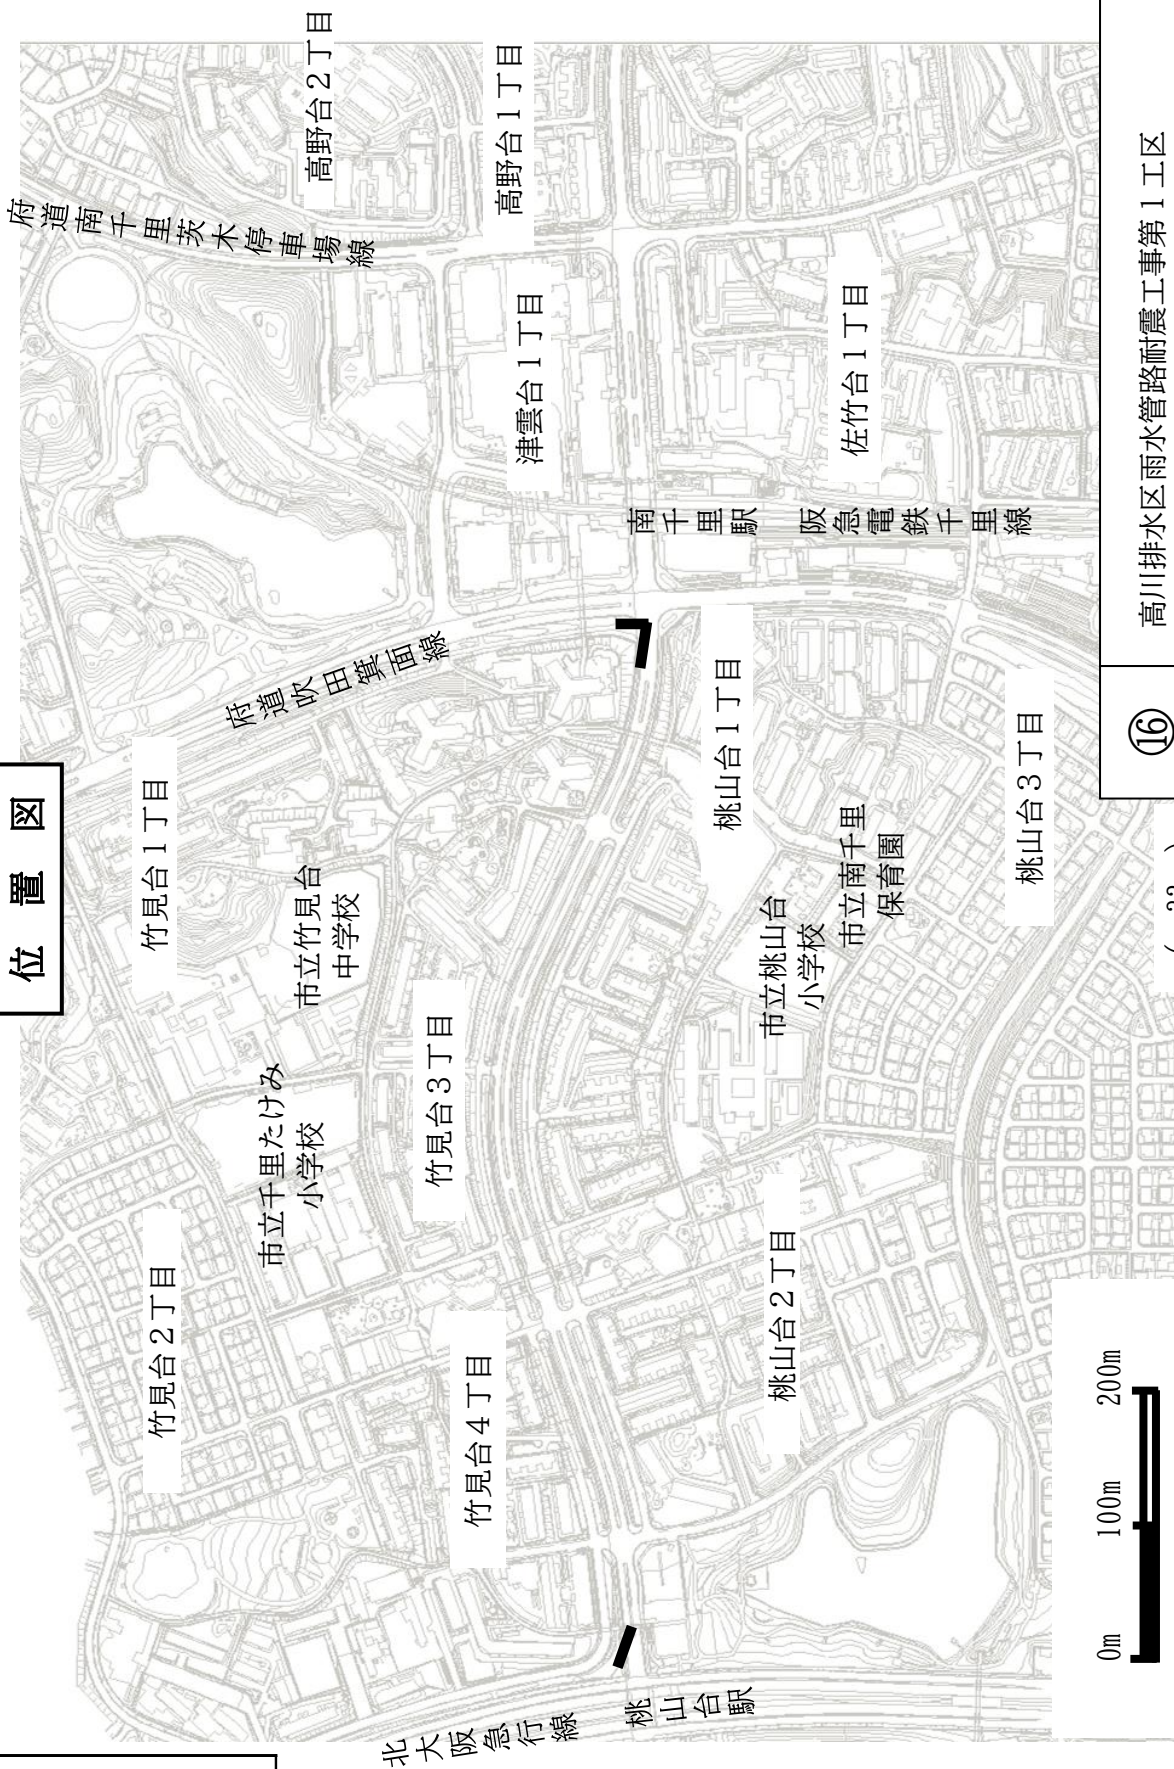 位置図
府道南千里茨木停車場線
高野台２丁目
高野台１丁目
津雲台１丁目
佐竹台１丁目
南千里駅
阪急電鉄千里線
府道吹田箕面線
竹見台１丁目
市立竹見台
中学校
桃山台１丁目
市立南千里
保育園
桃山台３丁目
市立桃山台
小学校
竹見台３丁目
市立千里たけみ
小学校
竹見台２丁目
竹見台４丁目
桃山台２丁目
北大阪急行線
桃山台駅
0m
100m
200m
⑯
高川排水区雨水管路耐震工事第１工区